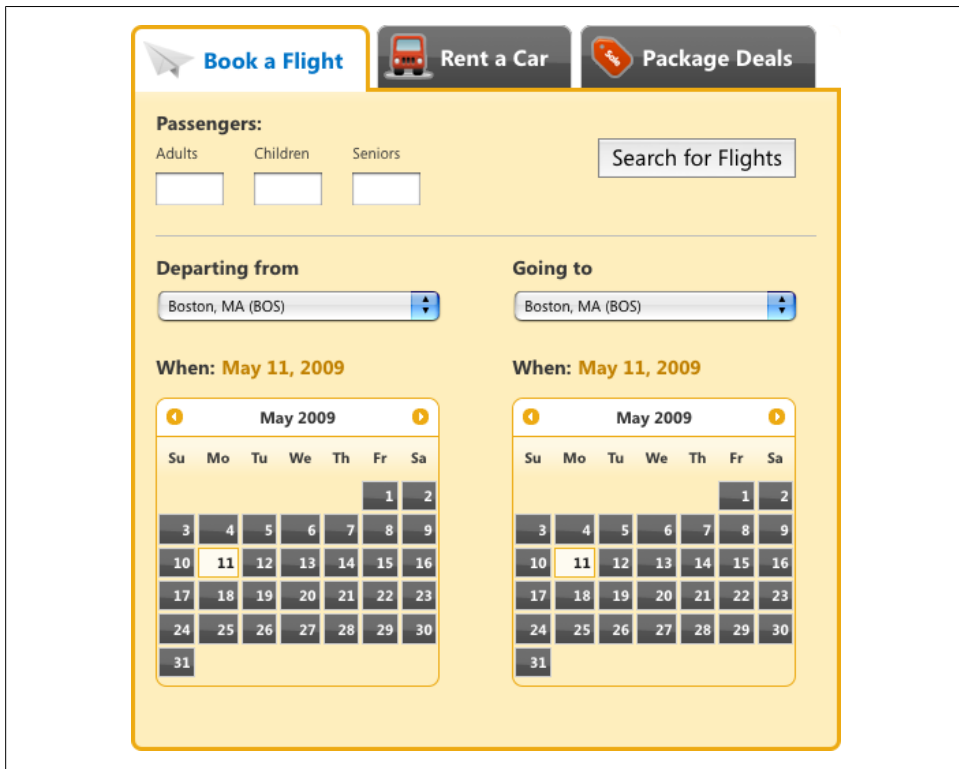 Book a Flight Rent a Car Sale Package Deals
Passengers:
Adults Children Seniors
Search for Flights
Departing from Going to
Boston, MA (BOS) Boston, MA (BOS)
When: May 11, 2009 When: May 11, 2009
May 2009 May 2009
Su Mo Tu We Th Fr Sa Su Mo Tu We Th Fr Sa
1 2 1 2
3 4 5 6 7 8 9 3 4 5 6 7 8 9
10 11 12 13 14 15 16 10 11 12 13 14 15 16
17 18 19 20 21 22 23 17 18 19 20 21 22 23
24 25 26 27 28 29 30 24 25 26 27 28 29 30
31 31